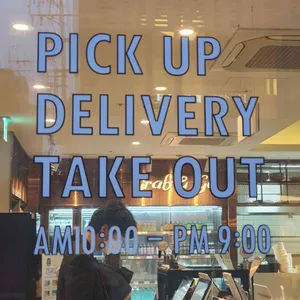 PICK UP
DELIVERY
TAKE OUT
AM10:00 - PM 9:00